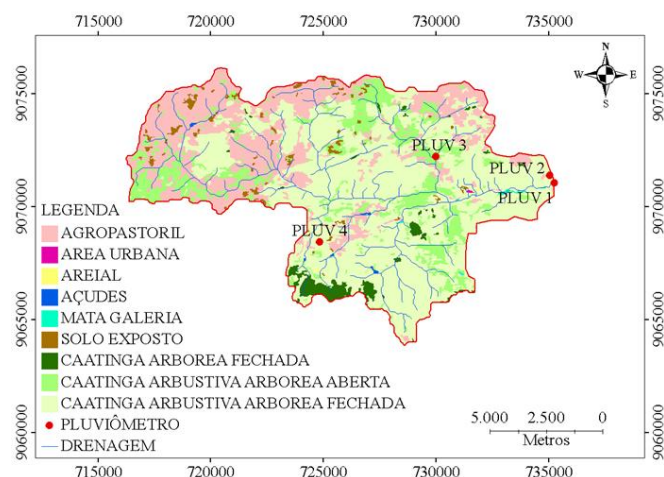 715000 720000 725000 730000 735000
9075000 9075000
N
W E
S
PLUV 3
PLUV 2
9070000 9070000
PLUV 1
LEGENDA
PLUV 4
AGROPASTORIL
AREA URBANA
AREIAL
AÇUDES
9065000 9065000
MATA GALERIA
SOLO EXPOSTO
CAATINGA ARBOREA FECHADA
CAATINGA ARBUSTIVA ARBOREA ABERTA
CAATINGA ARBUSTIVA ARBOREA FECHADA
PLUVIÔMETRO
DRENAGEM
5.000 2.500 0
Metros
9060000 9060000
715000 720000 725000 730000 735000